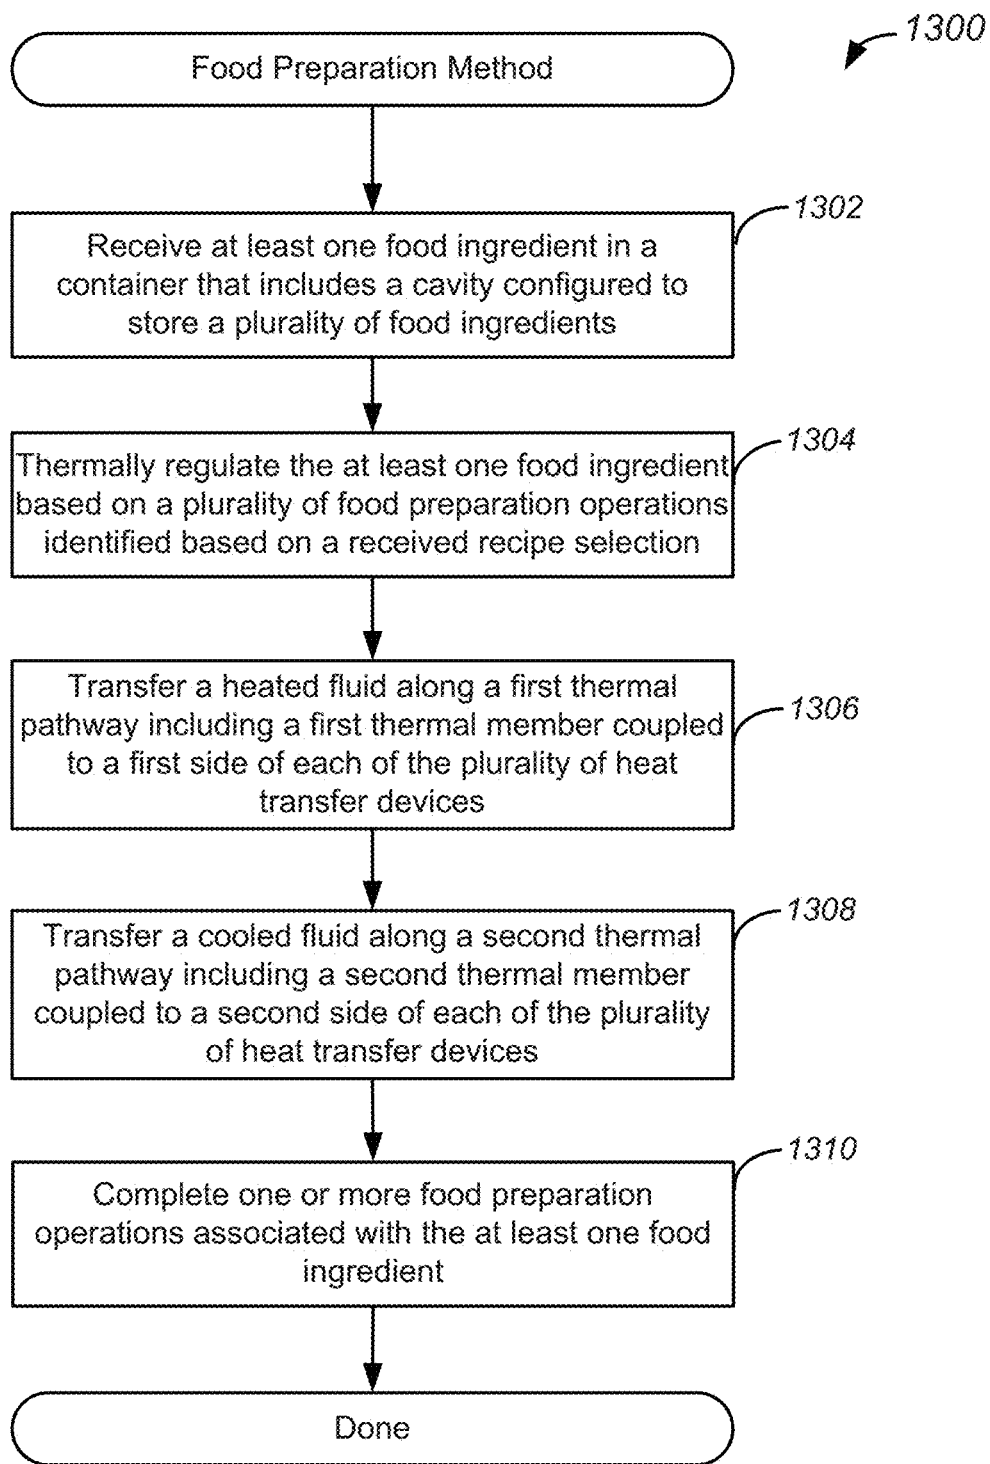 1300
Food Preparation Method
1302
Receive at least one food ingredient in a
container that includes a cavity configured to
store a plurality of food ingredients
1304
Thermally regulate the at least one food ingredient
based on a plurality of food preparation operations
identified based on a received recipe selection
1306
Transfer a heated fluid along a first thermal
pathway including a first thermal member coupled
to a first side of each of the plurality of heat
transfer devices
1308
Transfer a cooled fluid along a second thermal
pathway including a second thermal member
coupled to a second side of each of the plurality
of heat transfer devices
1310
Complete one or more food preparation
operations associated with the at least one food
ingredient
Done